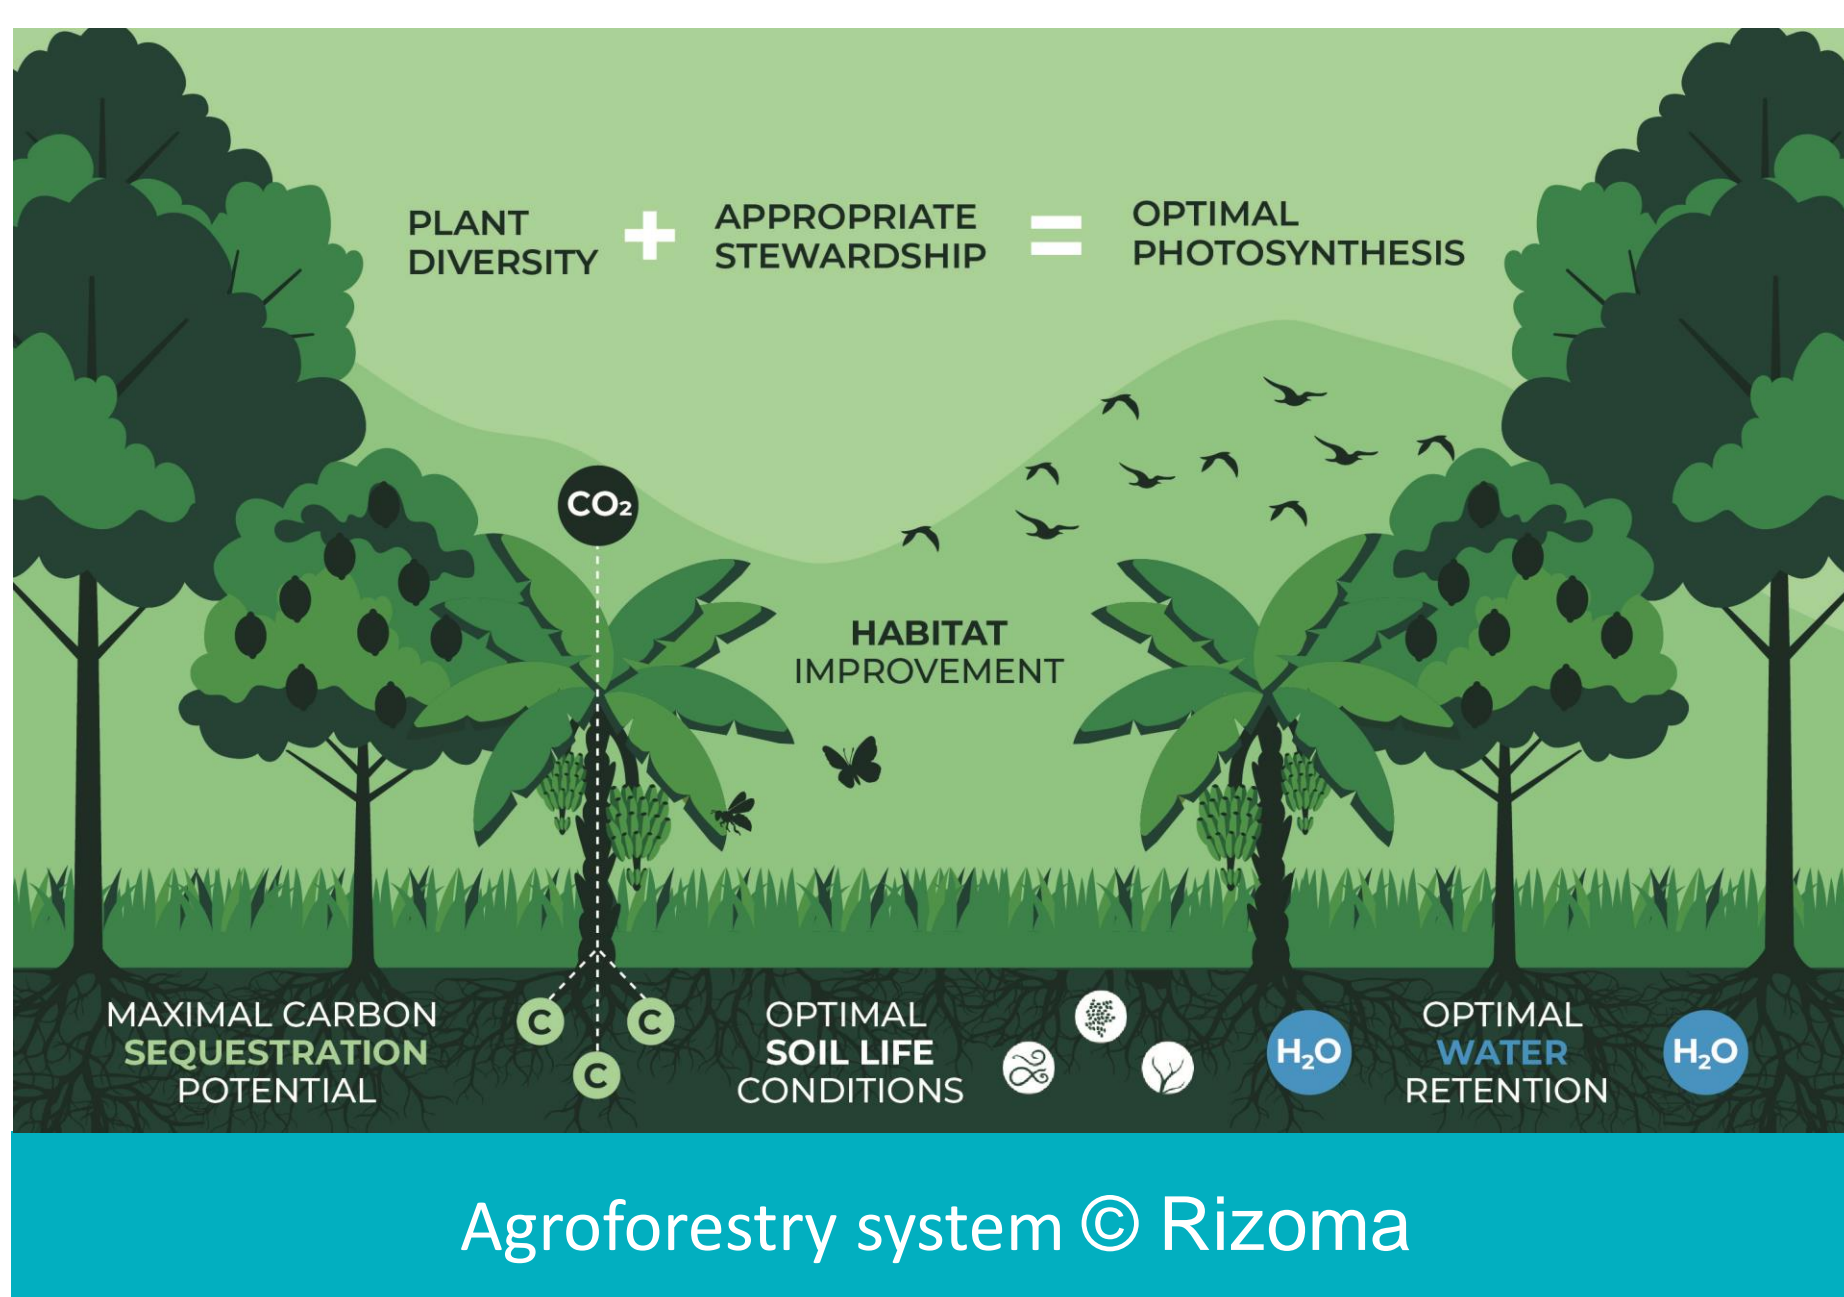 PLANT
DIVERSITY
+
APPROPRIATE
STEWARDSHIP
=
OPTIMAL
PHOTOSYNTHESIS
CO₂
HABITAT
IMPROVEMENT
MAXIMAL CARBON
SEQUESTRATION
POTENTIAL
C
C
C
OPTIMAL
SOIL LIFE
CONDITIONS
H₂O
OPTIMAL
WATER
RETENTION
H₂O
Agroforestry system © Rizoma